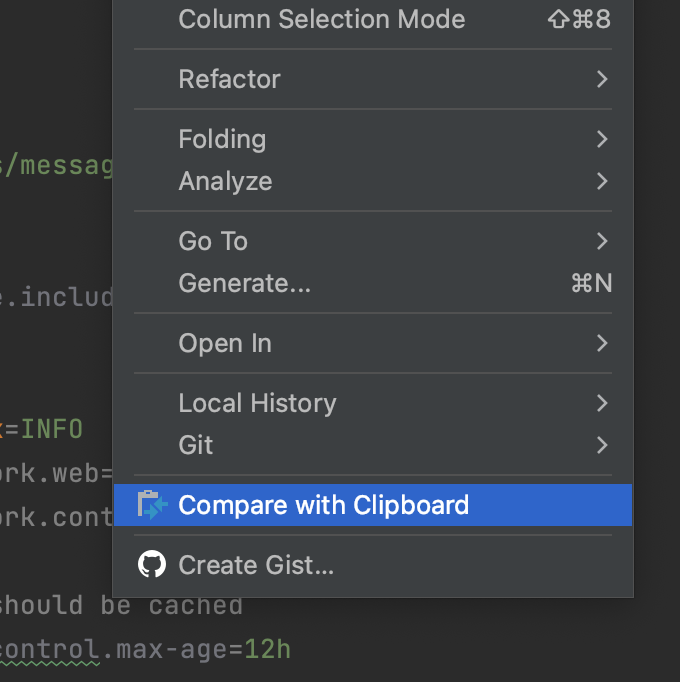 Column Selection Mode ⇧⌘8
Refactor
Folding
s/messag
Analyze
Go To
Generate... ⌘N
e.includ
Open In
Local History
=INFO
Git
ork.web=
Compare with Clipboard
ork.cont
Create Gist...
should be cached
control.max-age=12h